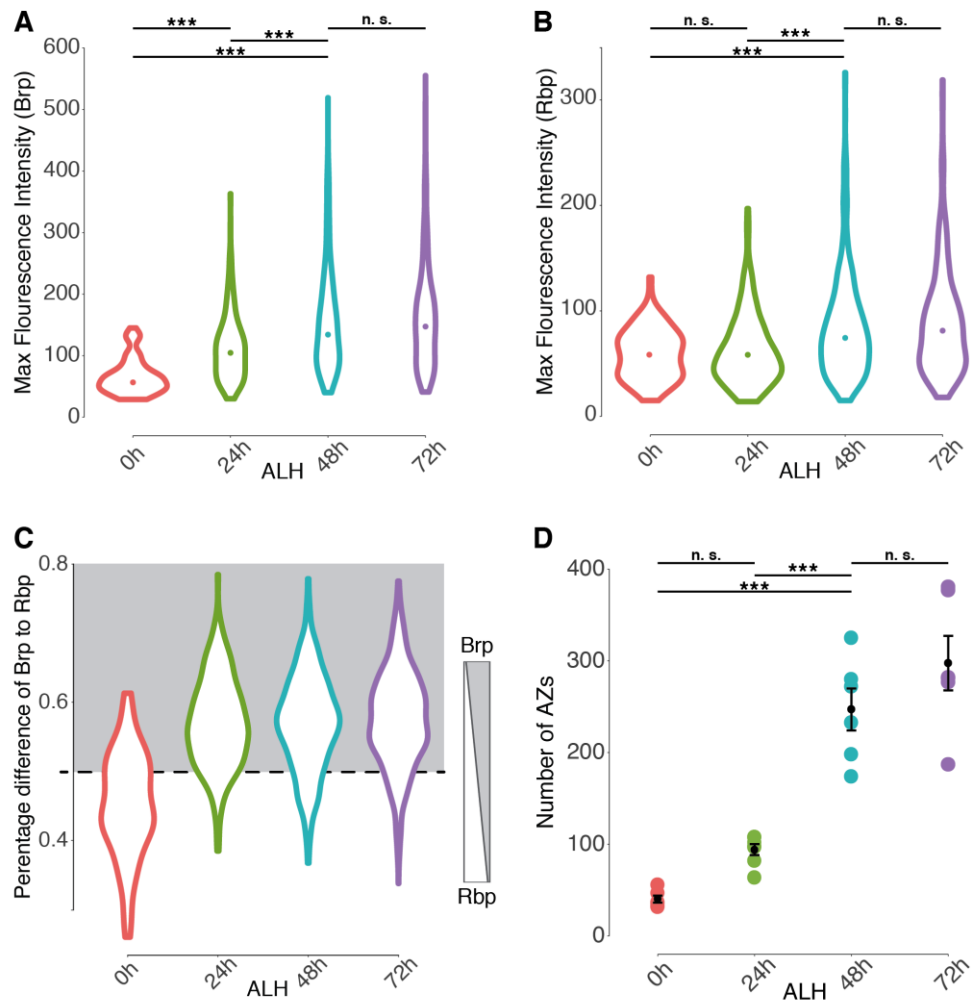 A
***
n. s.
***
***
Max Flourescence Intensity (Brp)
600
500
400
300
200
100
0
0h
24h
48h
72h
ALH
B
n. s.
n. s.
***
***
Max Flourescence Intensity (Rbp)
300
200
100
0
0h
24h
48h
72h
ALH
C
Perentage difference of Brp to Rbp
0.8
0.6
0.4
Brp
Rbp
0h
24h
48h
72h
ALH
D
n. s.
n. s.
***
***
Number of AZs
400
300
200
100
0
0h
24h
48h
72h
ALH